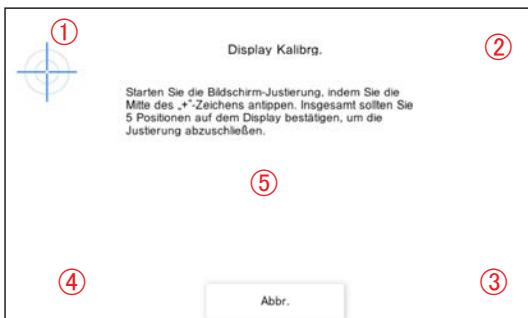 ①
②
Display Kalibrg.
Starten Sie die Bildschirm-Justierung, indem Sie die
Mitte des „+“-Zeichens antippen. Insgesamt sollten Sie
5 Positionen auf dem Display bestätigen, um die
Justierung abzuschließen.
⑤
④
③
Abbr.